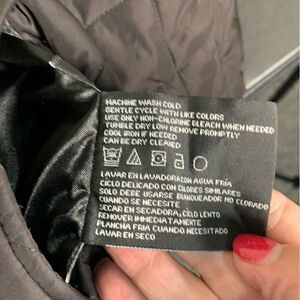 MACHINE WASH COLD
GENTLE CYCLE WITH LIKE COLORS
USE ONLY NON-CHLORINE BLEACH WHEN NEEDED
TUMBLE DRY LOW REMOVE PROMPTLY
COOL IRON IF NEEDED
CAN BE DRY CLEANED
LAVAR EN LAVADORA CON AGUA FRÍA
CICLO DELICADO CON COLORES SIMILARES
SOLO DEBE USARSE BLANQUEADOR NO CLORADO
CUANDO SE NECESITE
SECAR EN SECADORA, CICLO LENTO
REMOVER IMMEDIATAMENTE
PLANCHA FRIA CUANDO NECESITADO
LAVAR EN SECO